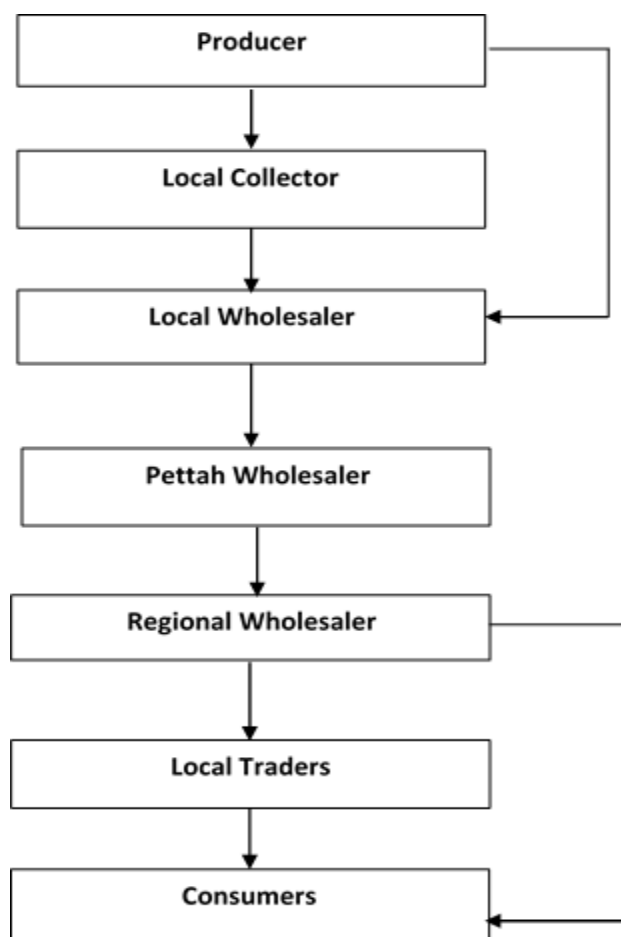 Producer
Local Collector
Local Wholesaler
Pettah Wholesaler
Regional Wholesaler
Local Traders
Consumers